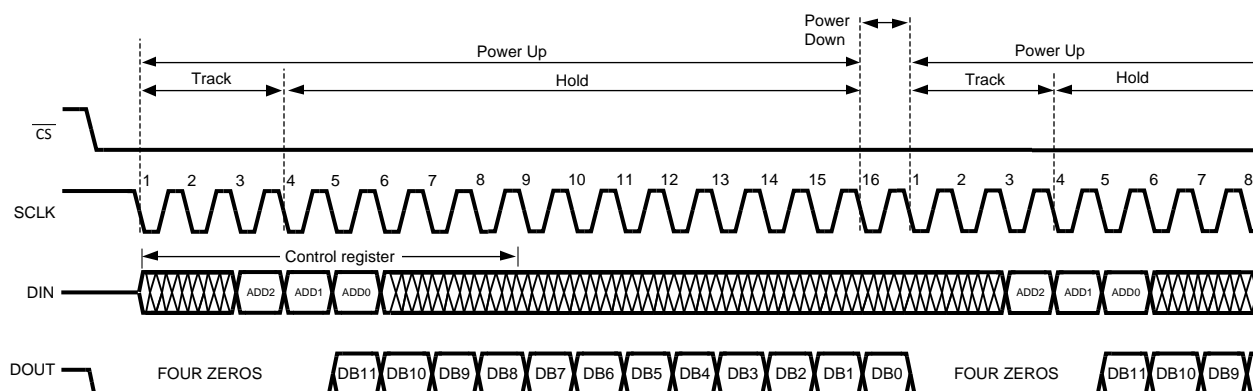 Power
Down
Power Up
Power Up
Track
Hold
Track
Hold
CS
1 2 3 4 5 6 7 8 9 10 11 12 13 14 15 16 1 2 3 4 5 6 7 8
SCLK
Control register
DIN
ADD2 ADD1 ADD0 ADD2 ADD1 ADD0
DOUT
FOUR ZEROS DB11 DB10 DB9 DB8 DB7 DB6 DB5 DB4 DB3 DB2 DB1 DB0 FOUR ZEROS DB11 DB10 DB9